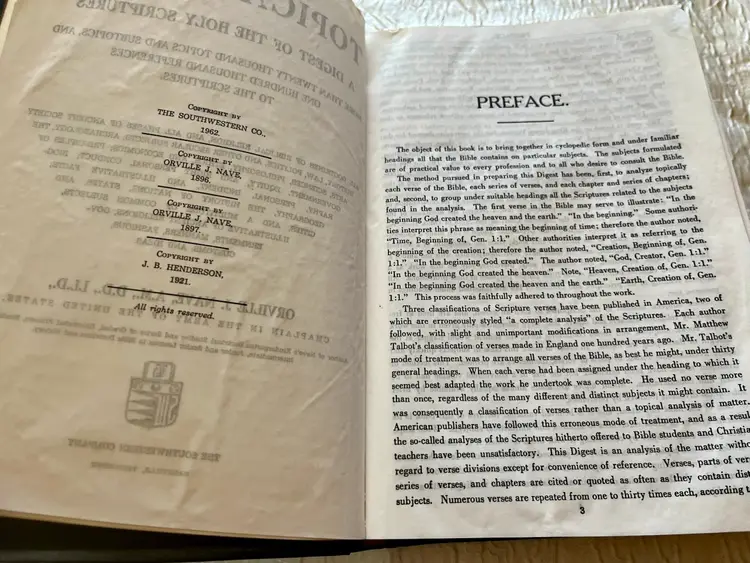 COPYRIGHT BY
THE SOUTHWESTERN CO.,
1962.
COPYRIGHT BY
ORVILLE J. NAVE,
1896.
COPYRIGHT BY
ORVILLE J. NAVE,
1897.
COPYRIGHT BY
J. B. HENDERSON,
1921.
All rights reserved.
PREFACE.
The object of this book is to bring together in cyclopedic form and under familiar
headings all that the Bible contains on particular subjects. The subjects formulated
are of practical value to every profession and to all who desire to consult the Bible.
The method pursued in preparing this Digest has been, first, to analyze topically
each verse of the Bible, each series of verses, and each chapter and series of chapters;
and, second, to group under suitable headings all the Scriptures related to the subjects
found in the analysis. The first verse in the Bible may serve to illustrate: "In the
beginning God created the heaven and the earth." "In the beginning." Some authori-
ties interpret this phrase as meaning the beginning of time; therefore the author noted,
"Time, Beginning of, Gen. 1:1." Other authorities interpret it as referring to the
beginning of the creation; therefore the author noted, "Creation, Beginning of, Gen.
1:1." "In the beginning God created." The author noted, "God, Creator, Gen. 1:1."
"In the beginning God created the heaven." Note, "Heaven, Creation of, Gen. 1:1."
"In the beginning God created the heaven and the earth." "Earth, Creation of, Gen.
1:1." This process was faithfully adhered to throughout the work.
Three classifications of Scripture verses have been published in America, two of
which are erroneously styled "a complete analysis" of the Scriptures. Each author
followed, with slight and unimportant modifications in arrangement, Mr. Matthew
Talbot's classification of verses made in England one hundred years ago. Mr. Talbot's
mode of treatment was to arrange all verses of the Bible, as best he might, under thirty
general headings. When each verse had been assigned under the heading to which it
seemed best adapted the work he undertook was complete. He used no verse more
than once, regardless of the many different and distinct subjects it might contain. It
was consequently a classification of verses rather than a topical analysis of matter.
American publishers have followed this erroneous mode of treatment, and as a resu
the so-called analyses of the Scriptures hitherto offered to Bible students and Christia
teachers have been unsatisfactory. This Digest is an analysis of the matter witho
regard to verse divisions except for convenience of reference. Verses, parts of ver
series of verses, and chapters are cited or quoted as often as they contain dist
subjects. Numerous verses are repeated from one to thirty times each, according t
3